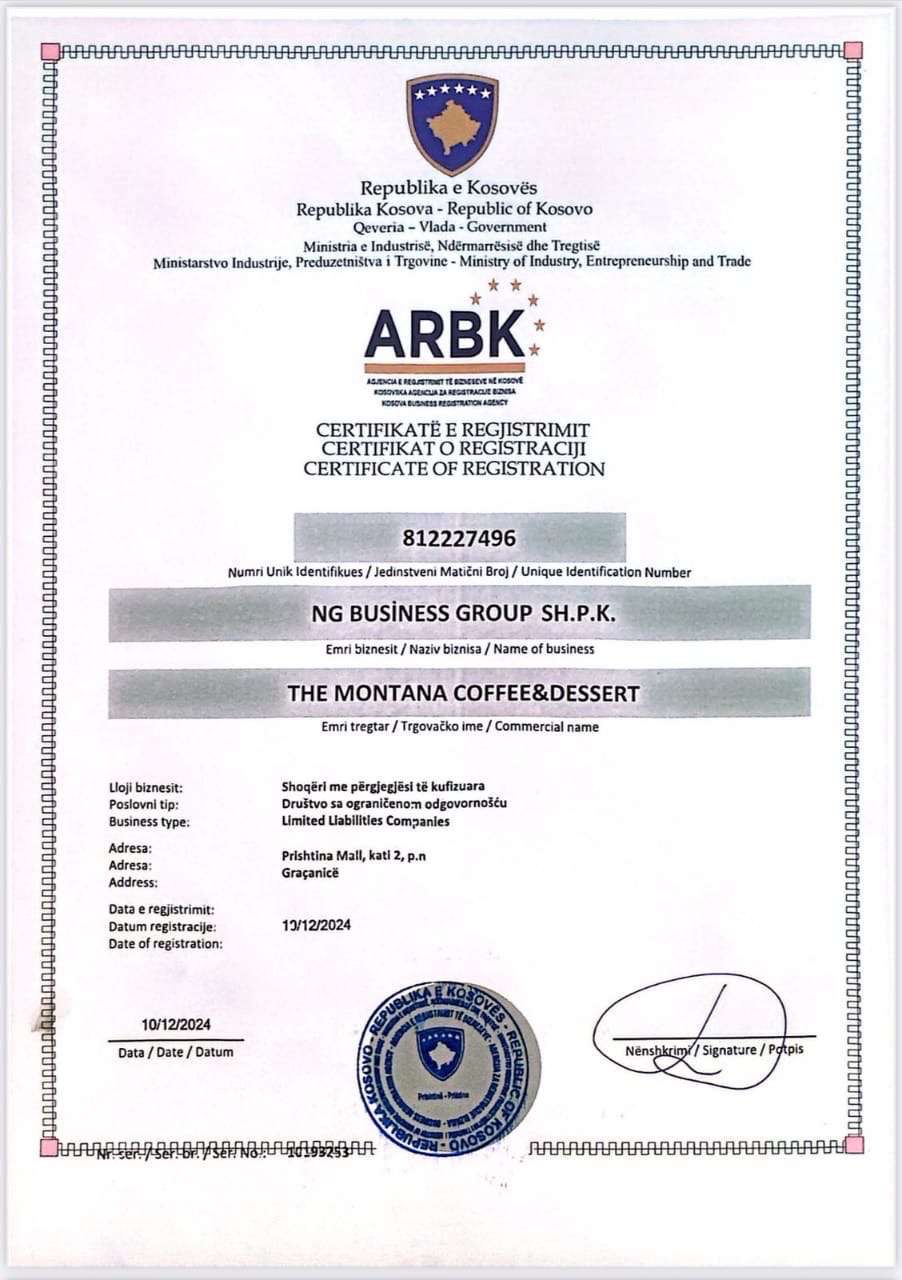 Republika e Kosovës
Republika Kosova - Republic of Kosovo
Qeveria – Vlada - Government
Ministria e Industrisë, Ndërmarrësisë dhe Tregtisë
Ministarstvo Industrije, Preduzetništva i Trgovine - Ministry of Industry, Entrepreneurship and Trade
ARBK
AGJENCIA E REGJISTRIMIT TË BIZNESEVE NË KOSOVË
KOSOVSKA AGENCIJA ZA REGISTRACIJE BIZNISA
KOSOVA BUSINESS REGISTRATION AGENCY
CERTIFIKATË E REGJISTRIMIT
CERTIFIKAT O REGISTRACIJI
CERTIFICATE OF REGISTRATION
812227496
Numri Unik Identifikues / Jedinstveni Matični Broj / Unique Identification Number
NG BUSİNESS GROUP SH.P.K.
Emri biznesit / Naziv biznisa / Name of business
THE MONTANA COFFEE&DESSERT
Emri tregtar / Trgovačko ime / Commercial name
Lloji biznesit: Shoqëri me përgjegjësi të kufizuara
Poslovni tip: Društvo sa ograničenom odgovornošću
Business type: Limited Liabilities Companies
Adresa: Prishtina Mall, kati 2, p.n
Adresa: Graçanicë
Address:
Data e regjistrimit:
Datum registracije: 10/12/2024
Date of registration:
10/12/2024
Data / Date / Datum
REPUBLIKA E KOSOVËS - REPUBLIC OF KOSOVO - REPUBLIKA KOSOVO
Prishtinë - Priština
Nënshkrimi / Signature / Potpis
Nr. ser. / Ser. br. / Ser. No.: 10193253